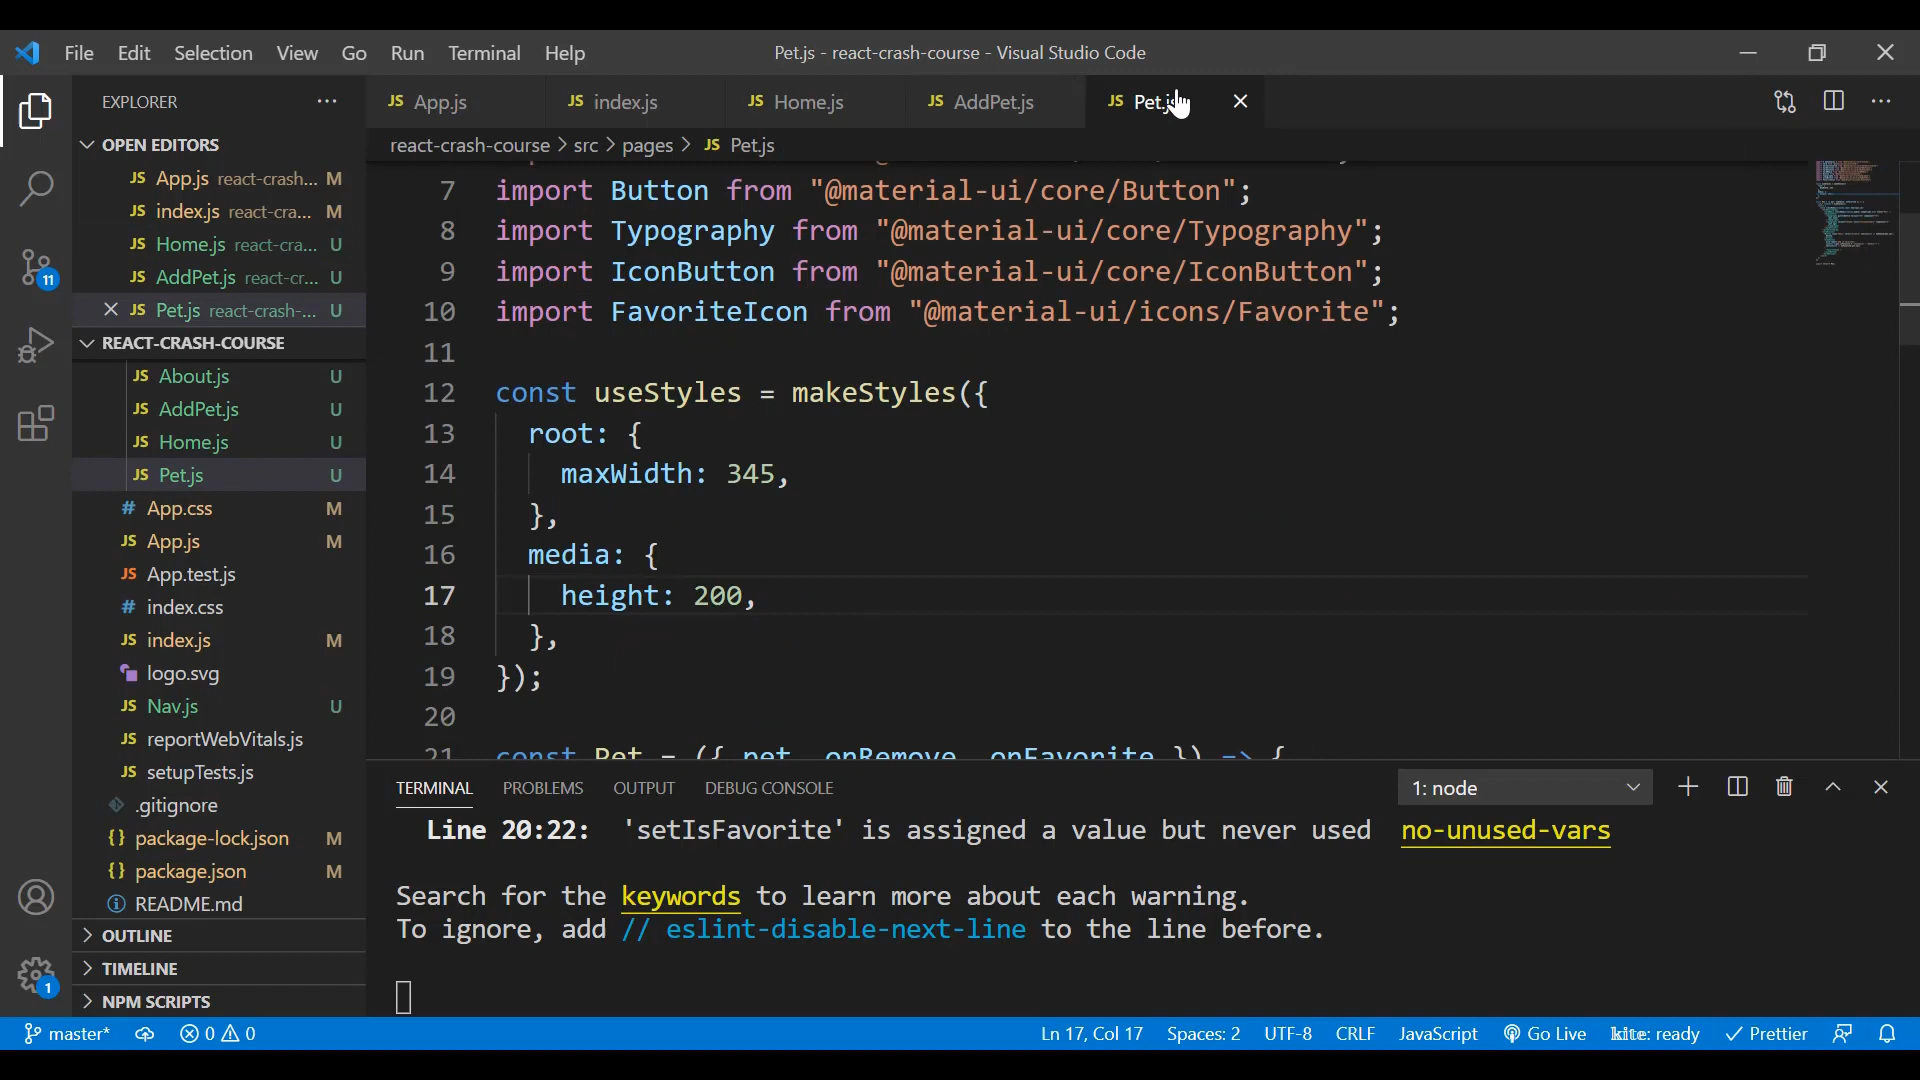 File Edit Selection View Go Run Terminal Help
Pet.js - react-crash-course - Visual Studio Code
EXPLORER
OPEN EDITORS
JS App.js react-crash... M
JS index.js react-cra... M
JS Home.js react-cra... U
JS AddPet.js react-cr... U
JS Pet.js react-crash-... U
REACT-CRASH-COURSE
JS About.js U
JS AddPet.js U
JS Home.js U
JS Pet.js U
# App.css M
JS App.js M
JS App.test.js
# index.css
JS index.js M
logo.svg
JS Nav.js U
JS reportWebVitals.js
JS setupTests.js
.gitignore
{} package-lock.json M
{} package.json M
README.md
OUTLINE
TIMELINE
NPM SCRIPTS
11
1
JS App.js JS index.js JS Home.js JS AddPet.js JS Pet.js
react-crash-course > src > pages > JS Pet.js
7 import Button from "@material-ui/core/Button";
8 import Typography from "@material-ui/core/Typography";
9 import IconButton from "@material-ui/core/IconButton";
10 import FavoriteIcon from "@material-ui/icons/Favorite";
11
12 const useStyles = makeStyles({
13 root: {
14 maxWidth: 345,
15 },
16 media: {
17 height: 200,
18 },
19 });
20
21 const Pet = ({ pet, onRemove, onFavorite }) => {
TERMINAL PROBLEMS OUTPUT DEBUG CONSOLE 1: node
Line 20:22: 'setIsFavorite' is assigned a value but never used no-unused-vars
Search for the keywords to learn more about each warning.
To ignore, add // eslint-disable-next-line to the line before.
master* 0 0 Ln 17, Col 17 Spaces: 2 UTF-8 CRLF JavaScript Go Live kite: ready Prettier